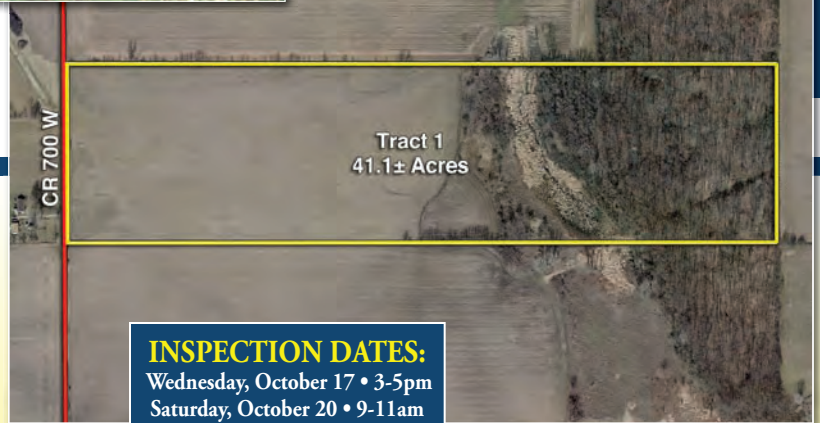 Tract 1
41.1± Acres
CR 700 W
INSPECTION DATES:
Wednesday, October 17 • 3-5pm
Saturday, October 20 • 9-11am